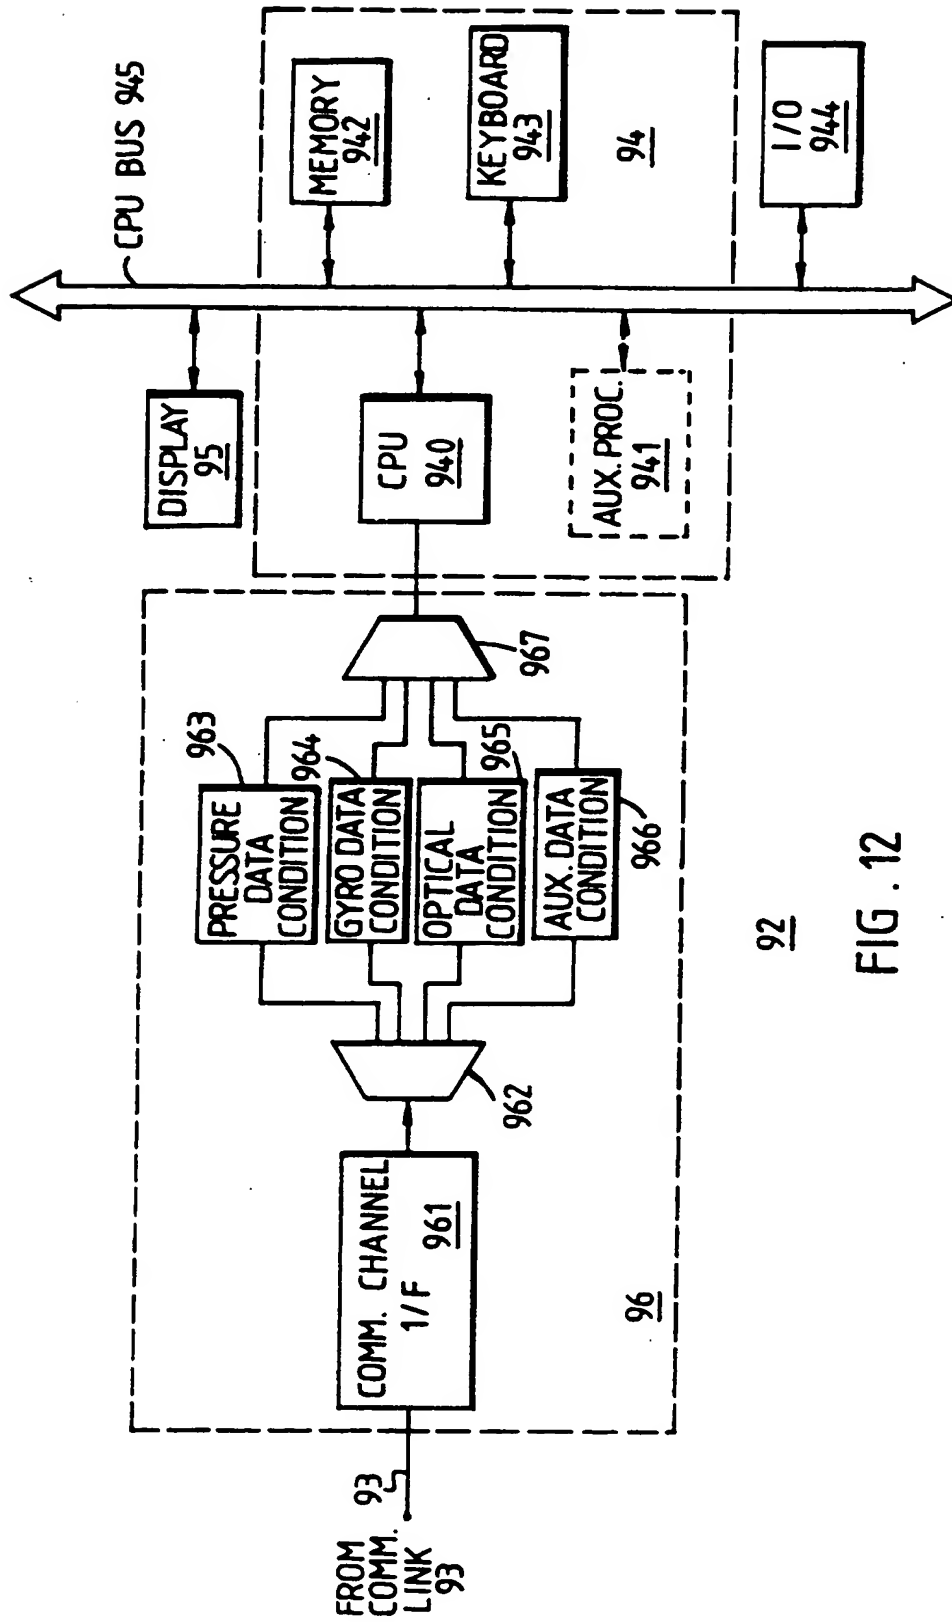 FROM
COMM.
LINK
93
93
COMM. CHANNEL
1/F 961
962
PRESSURE
DATA
CONDITION
963
GYRO DATA
CONDITION
964
OPTICAL
DATA
CONDITION
965
AUX. DATA
CONDITION
966
967
96
DISPLAY
95
CPU BUS 945
CPU
940
AUX. PROC.
941
MEMORY
942
KEYBOARD
943
94
I/O
944
92
FIG. 12